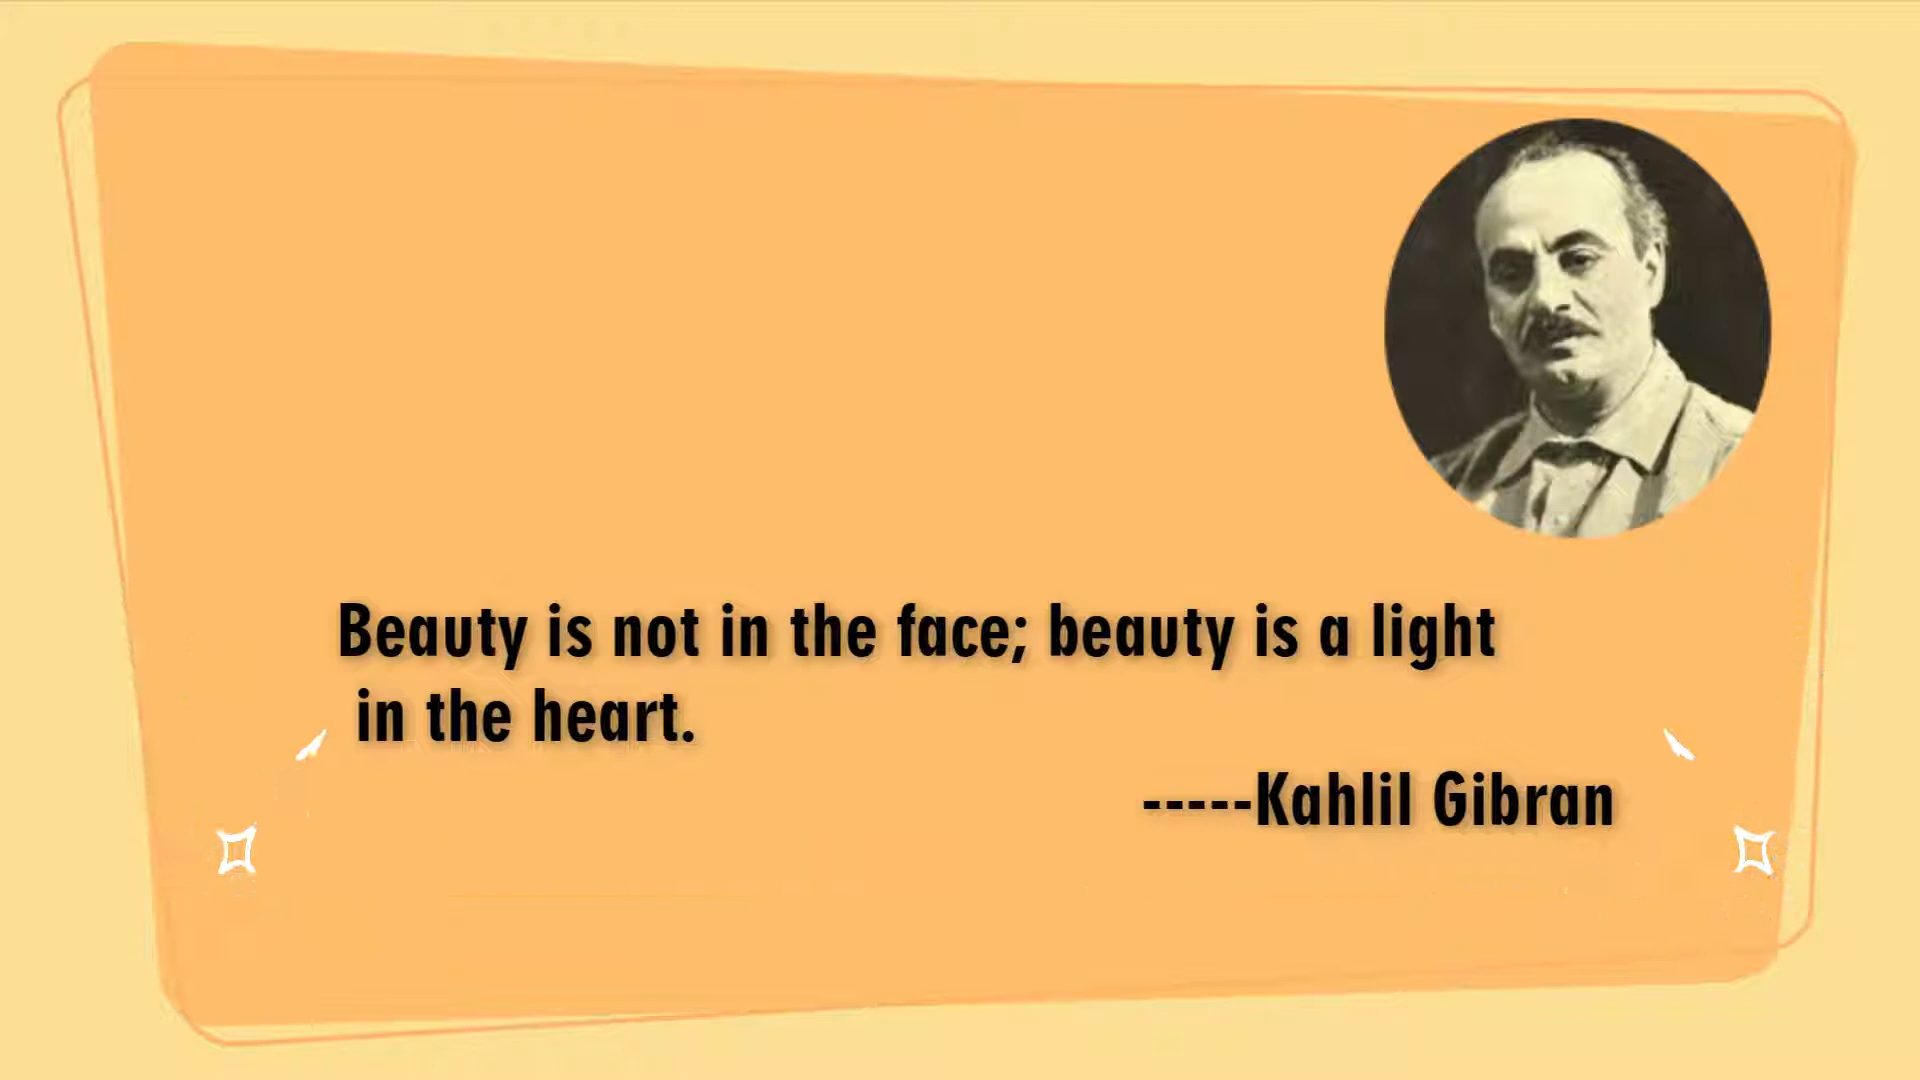 Beauty is not in the face; beauty is a light
in the heart.
-----Kahlil Gibran